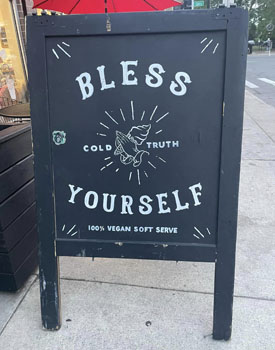 BLESS
COLD TRUTH
YOURSELF
100% VEGAN SOFT SERVE